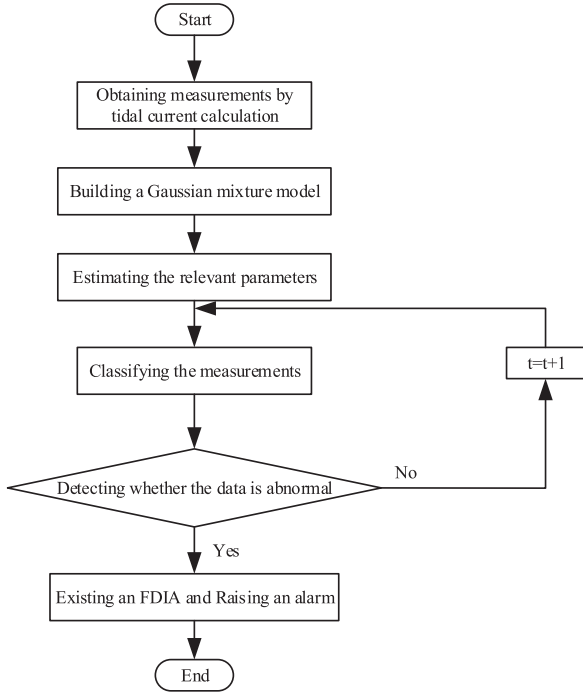 Start
Obtaining measurements by
tidal current calculation
Building a Gaussian mixture model
Estimating the relevant parameters
Classifying the measurements
t=t+1
Detecting whether the data is abnormal
No
Yes
Existing an FDIA and Raising an alarm
End